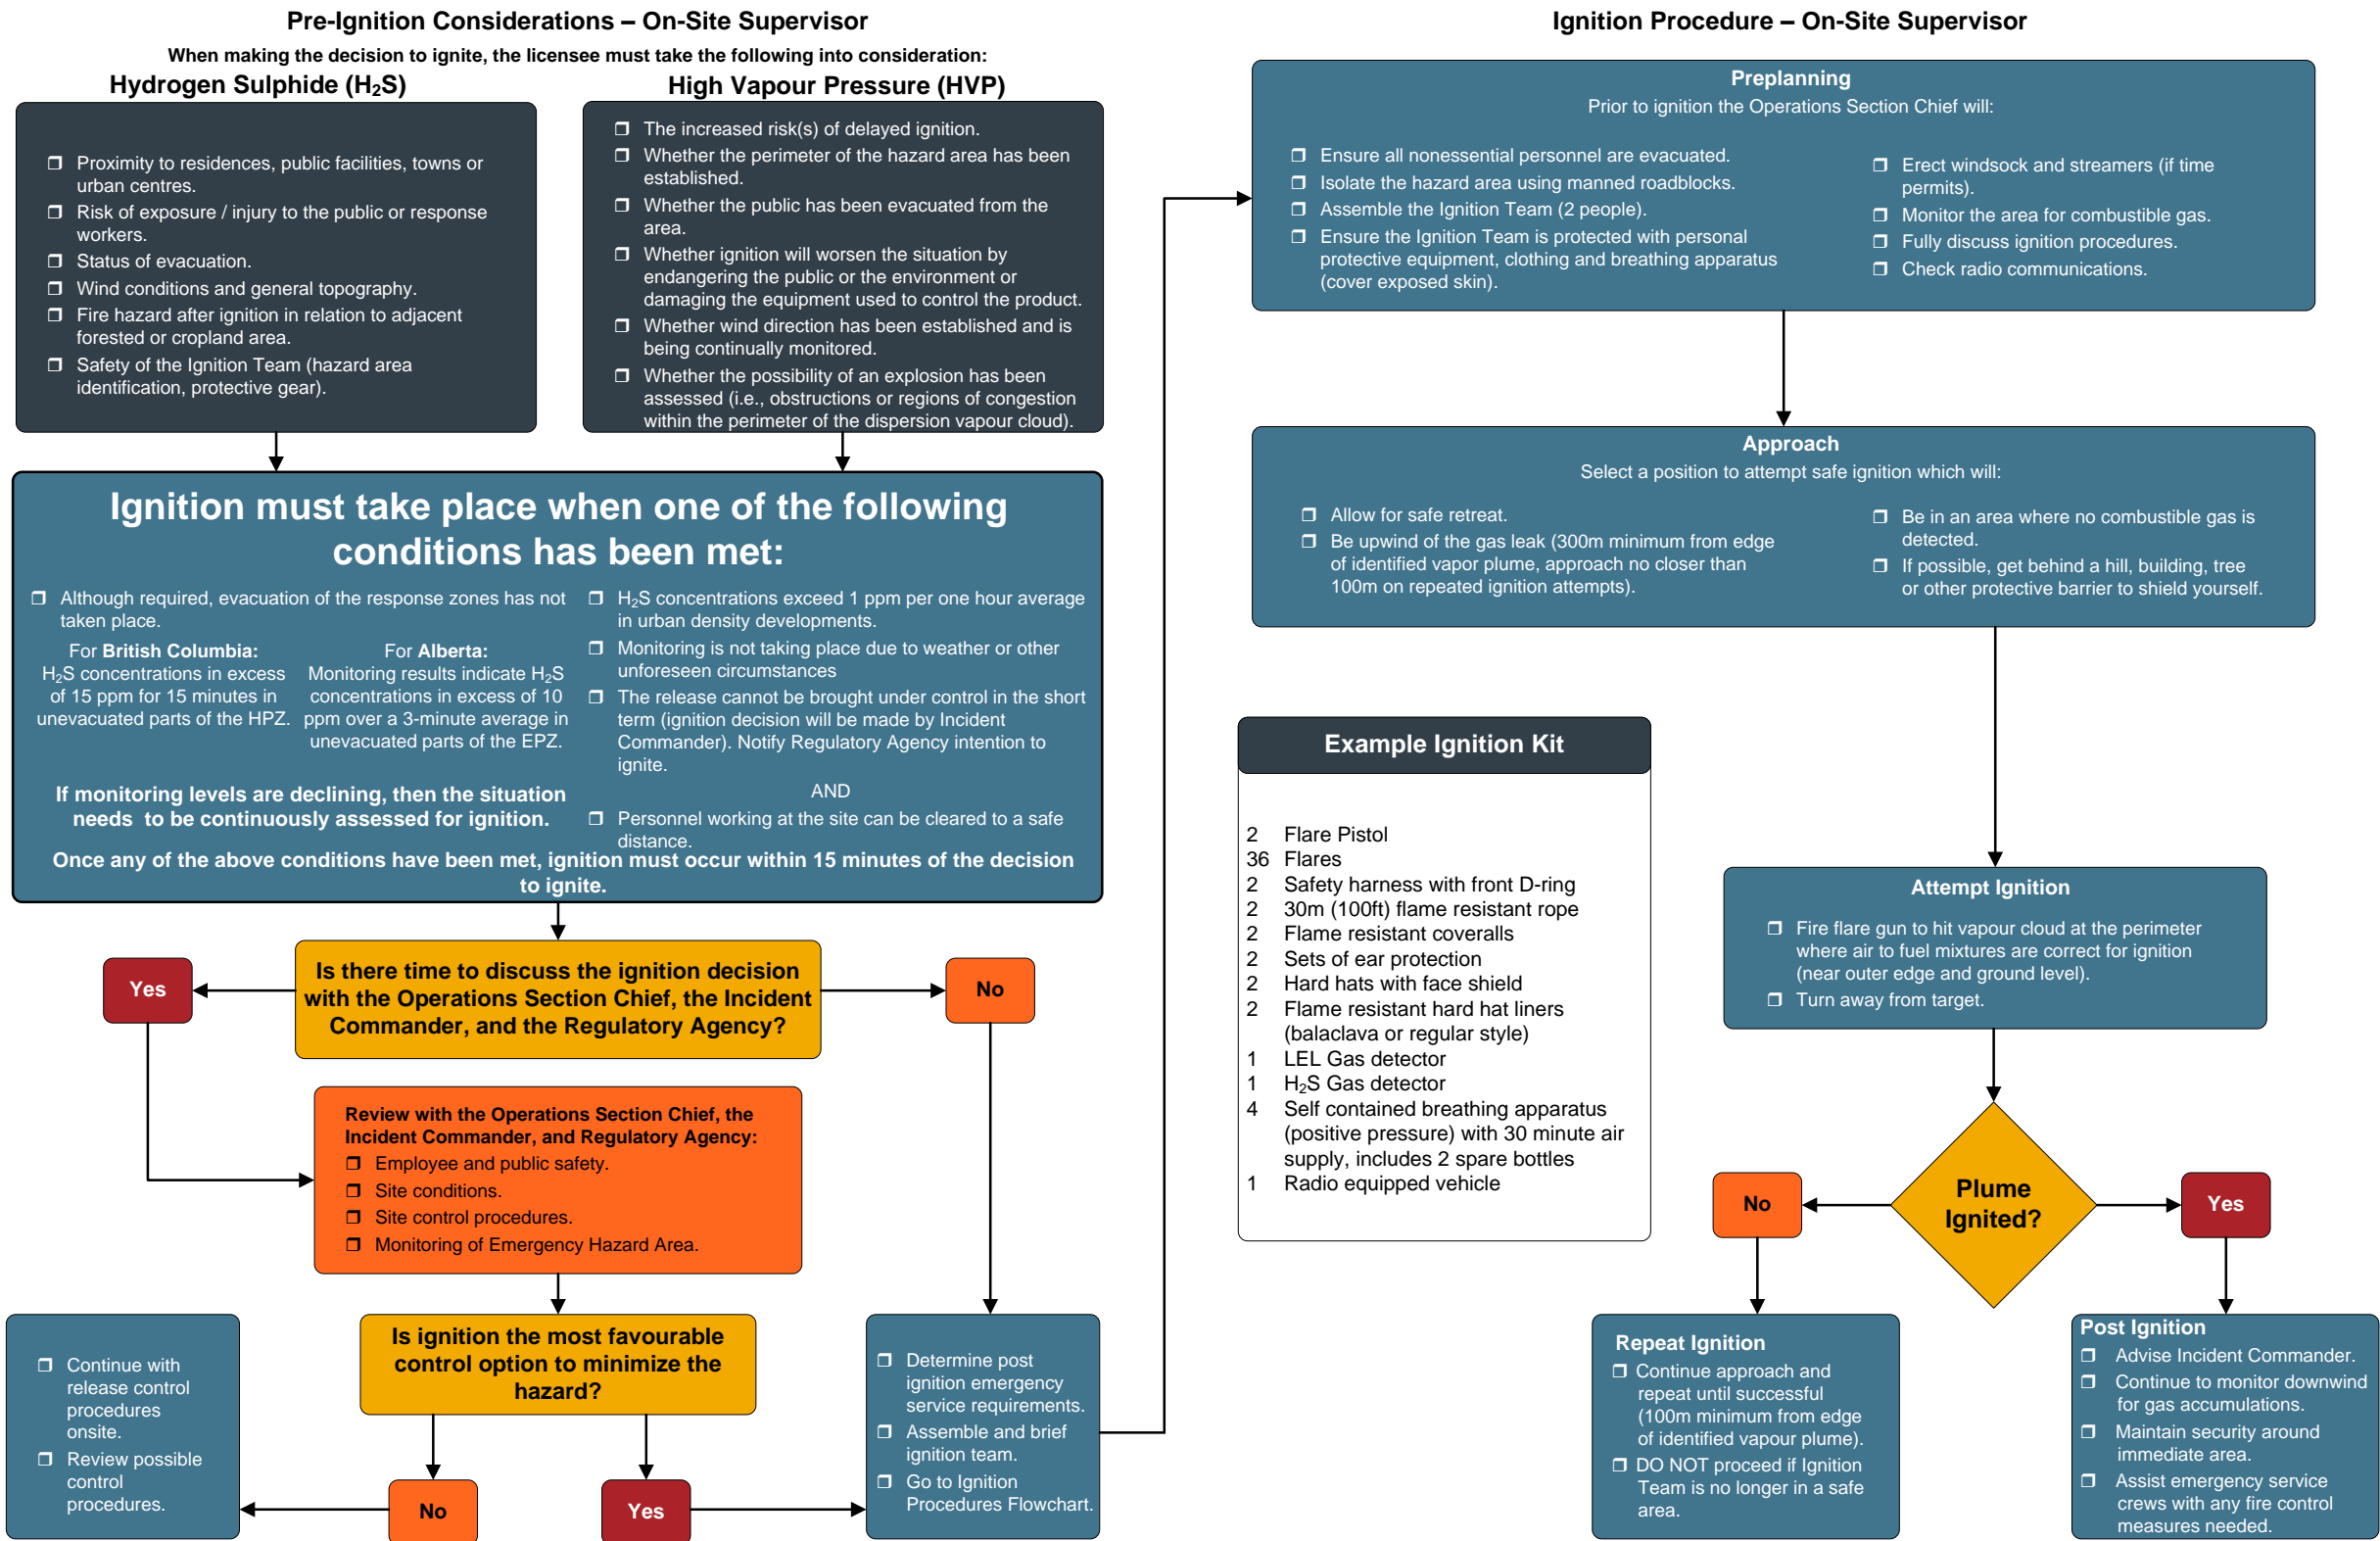 Pre-Ignition Considerations – On-Site Supervisor
When making the decision to ignite, the licensee must take the following into consideration:
Hydrogen Sulphide (H₂S)
❒ Proximity to residences, public facilities, towns or
urban centres.
❒ Risk of exposure / injury to the public or response
workers.
❒ Status of evacuation.
❒ Wind conditions and general topography.
❒ Fire hazard after ignition in relation to adjacent
forested or cropland area.
❒ Safety of the Ignition Team (hazard area
identification, protective gear).
High Vapour Pressure (HVP)
❒ The increased risk(s) of delayed ignition.
❒ Whether the perimeter of the hazard area has been
established.
❒ Whether the public has been evacuated from the
area.
❒ Whether ignition will worsen the situation by
endangering the public or the environment or
damaging the equipment used to control the product.
❒ Whether wind direction has been established and is
being continually monitored.
❒ Whether the possibility of an explosion has been
assessed (i.e., obstructions or regions of congestion
within the perimeter of the dispersion vapour cloud).
Ignition must take place when one of the following
conditions has been met:
❒ Although required, evacuation of the response zones has not
taken place.
For British Columbia:
H₂S concentrations in excess
of 15 ppm for 15 minutes in
unevacuated parts of the HPZ.
For Alberta:
Monitoring results indicate H₂S
concentrations in excess of 10
ppm over a 3-minute average in
unevacuated parts of the EPZ.
If monitoring levels are declining, then the situation
needs to be continuously assessed for ignition.
❒ H₂S concentrations exceed 1 ppm per one hour average
in urban density developments.
❒ Monitoring is not taking place due to weather or other
unforeseen circumstances
❒ The release cannot be brought under control in the short
term (ignition decision will be made by Incident
Commander). Notify Regulatory Agency intention to
ignite.
AND
❒ Personnel working at the site can be cleared to a safe
distance.
Once any of the above conditions have been met, ignition must occur within 15 minutes of the decision
to ignite.
Is there time to discuss the ignition decision
with the Operations Section Chief, the Incident
Commander, and the Regulatory Agency?
Yes
No
Review with the Operations Section Chief, the
Incident Commander, and Regulatory Agency:
❒ Employee and public safety.
❒ Site conditions.
❒ Site control procedures.
❒ Monitoring of Emergency Hazard Area.
Is ignition the most favourable
control option to minimize the
hazard?
No
Yes
❒ Continue with
release control
procedures
onsite.
❒ Review possible
control
procedures.
❒ Determine post
ignition emergency
service requirements.
❒ Assemble and brief
ignition team.
❒ Go to Ignition
Procedures Flowchart.
Ignition Procedure – On-Site Supervisor
Preplanning
Prior to ignition the Operations Section Chief will:
❒ Ensure all nonessential personnel are evacuated.
❒ Isolate the hazard area using manned roadblocks.
❒ Assemble the Ignition Team (2 people).
❒ Ensure the Ignition Team is protected with personal
protective equipment, clothing and breathing apparatus
(cover exposed skin).
❒ Erect windsock and streamers (if time
permits).
❒ Monitor the area for combustible gas.
❒ Fully discuss ignition procedures.
❒ Check radio communications.
Approach
Select a position to attempt safe ignition which will:
❒ Allow for safe retreat.
❒ Be upwind of the gas leak (300m minimum from edge
of identified vapor plume, approach no closer than
100m on repeated ignition attempts).
❒ Be in an area where no combustible gas is
detected.
❒ If possible, get behind a hill, building, tree
or other protective barrier to shield yourself.
Example Ignition Kit
2 Flare Pistol
36 Flares
2 Safety harness with front D-ring
2 30m (100ft) flame resistant rope
2 Flame resistant coveralls
2 Sets of ear protection
2 Hard hats with face shield
2 Flame resistant hard hat liners
(balaclava or regular style)
1 LEL Gas detector
1 H₂S Gas detector
4 Self contained breathing apparatus
(positive pressure) with 30 minute air
supply, includes 2 spare bottles
1 Radio equipped vehicle
Attempt Ignition
❒ Fire flare gun to hit vapour cloud at the perimeter
where air to fuel mixtures are correct for ignition
(near outer edge and ground level).
❒ Turn away from target.
Plume
Ignited?
No
Yes
Repeat Ignition
❒ Continue approach and
repeat until successful
(100m minimum from edge
of identified vapour plume).
❒ DO NOT proceed if Ignition
Team is no longer in a safe
area.
Post Ignition
❒ Advise Incident Commander.
❒ Continue to monitor downwind
for gas accumulations.
❒ Maintain security around
immediate area.
❒ Assist emergency service
crews with any fire control
measures needed.